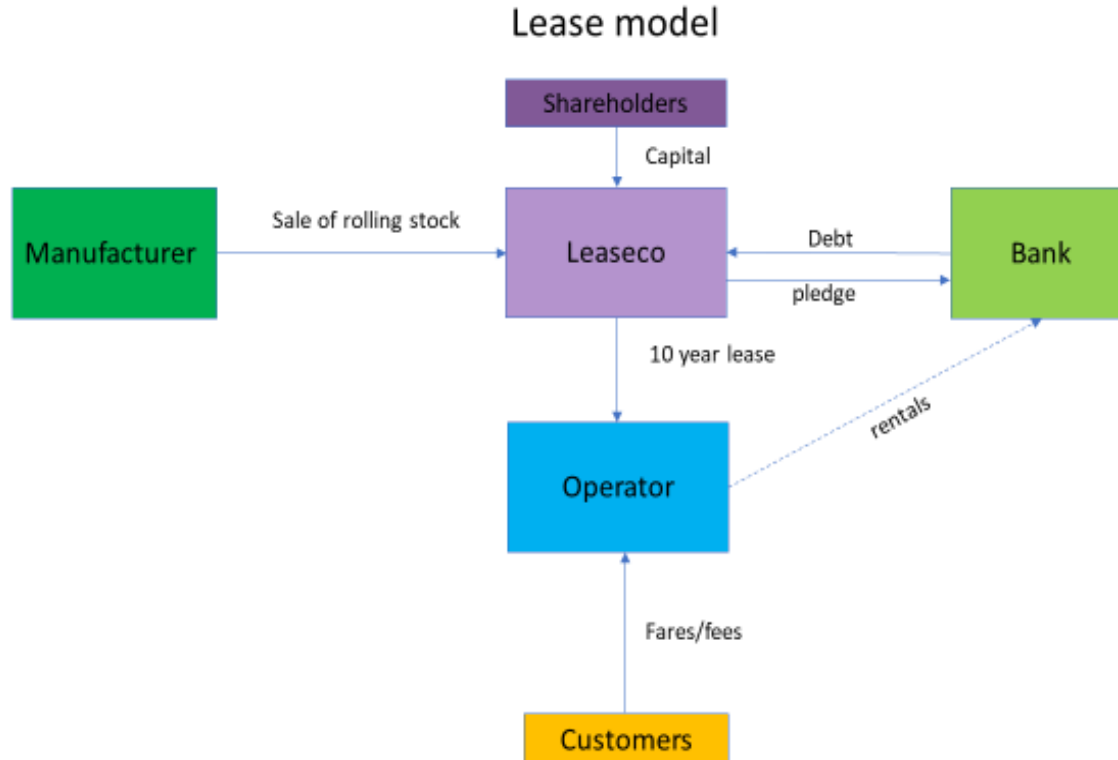 Lease model
Shareholders
Capital
Manufacturer
Sale of rolling stock
Leaseco
Debt
pledge
Bank
10 year lease
Operator
rentals
Fares/fees
Customers